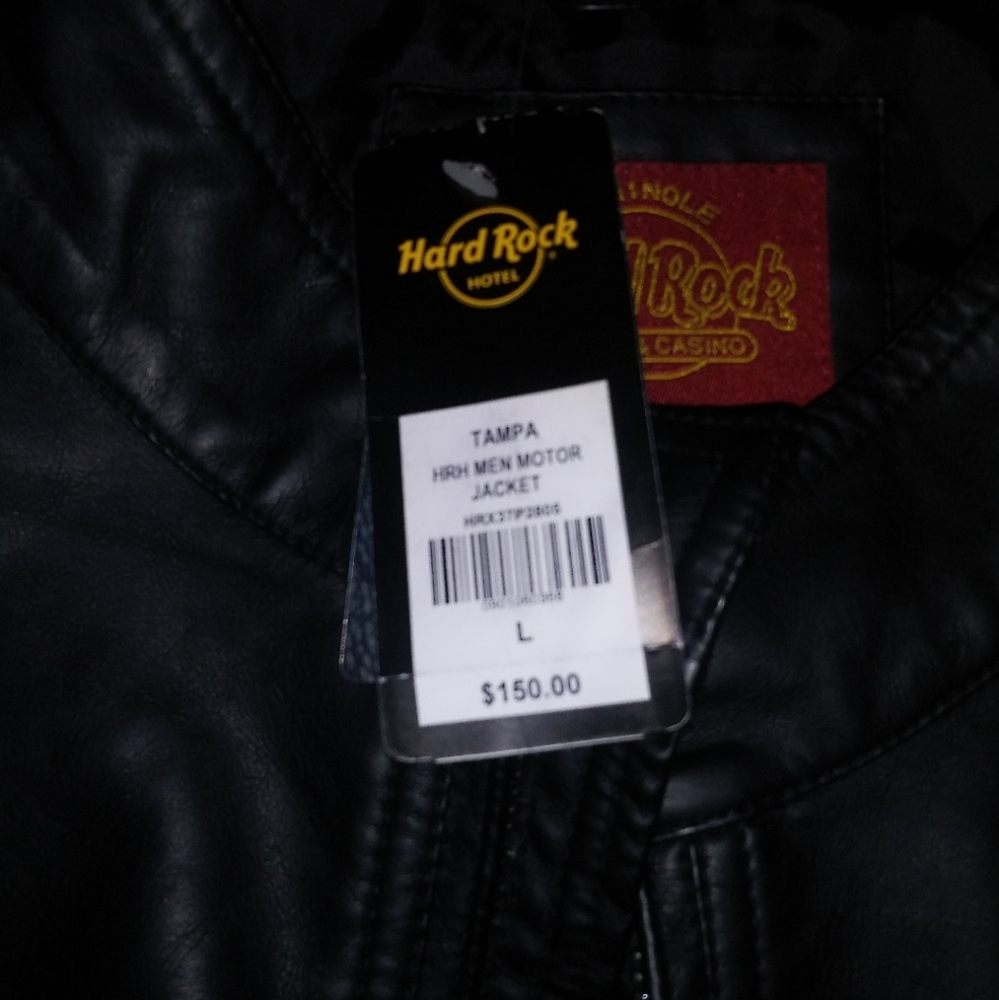 Hard Rock
HOTEL
TAMPA
HRH MEN MOTOR
JACKET
L
$150.00
Rock
& CASINO